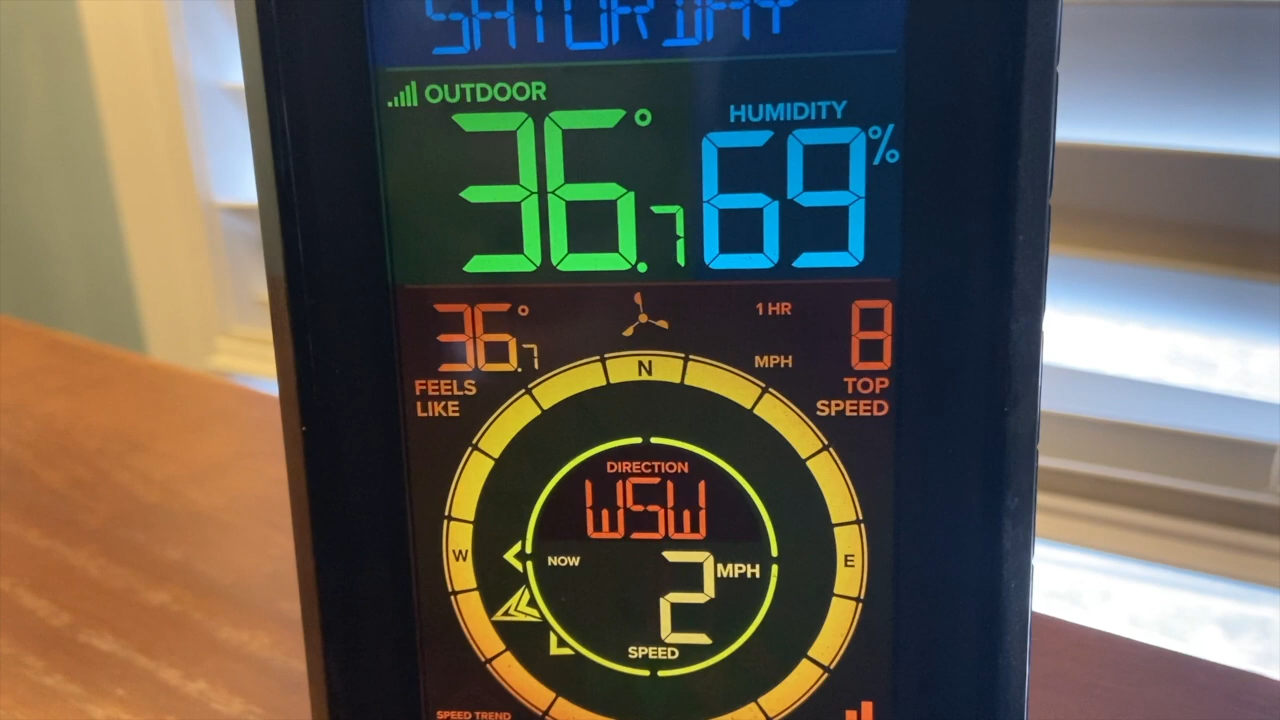 SATURDAY
OUTDOOR
HUMIDITY
36.7°
69%
36.7°
1 HR
8
MPH
FEELS
LIKE
TOP
SPEED
N
DIRECTION
WSW
W
NOW
2 MPH
E
SPEED
SPEED TREND